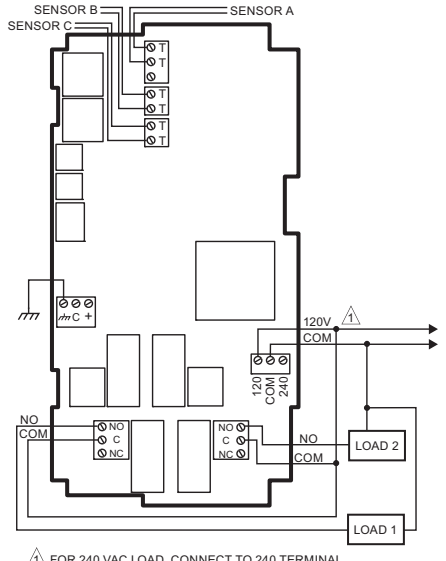 SENSOR B
SENSOR A
SENSOR C
T
T
T
T
T
T
C +
120V
1
COM
120
COM
240
NO
COM
NO
C
NC
NO
C
NC
NO
COM
LOAD 2
LOAD 1
1 FOR 240 VAC LOAD, CONNECT TO 240 TERMINAL